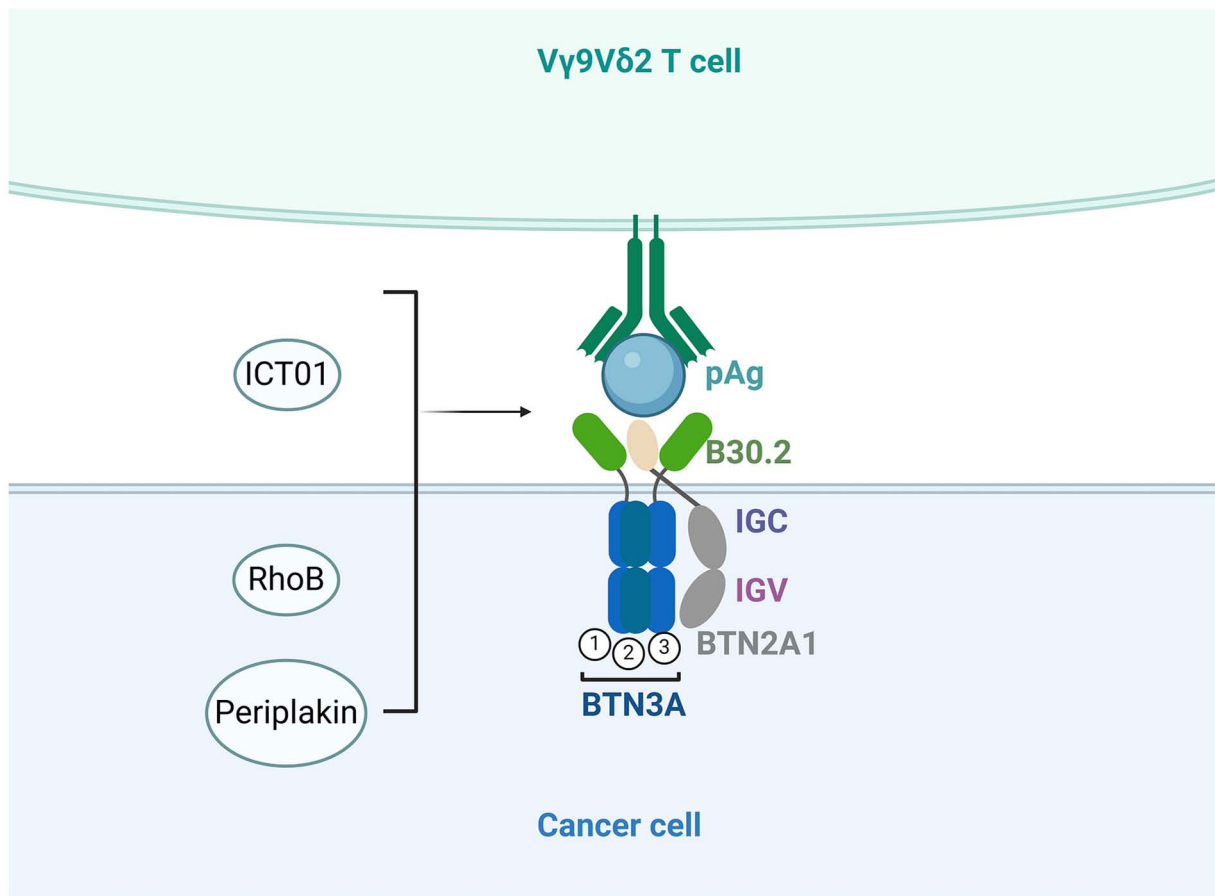 Vγ9Vδ2 T cell
ICT01
pAg
B30.2
IGC
RhoB
IGV
BTN2A1
1 2 3
BTN3A
Periplakin
Cancer cell